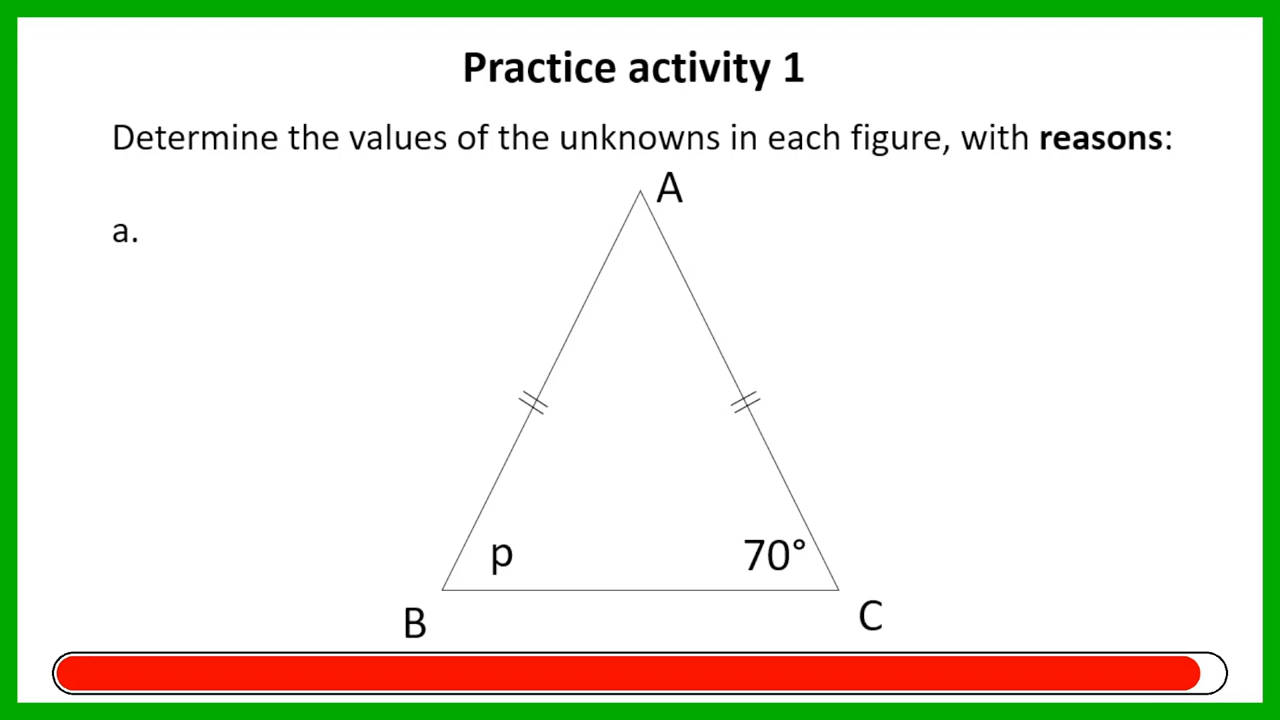 Practice activity 1
Determine the values of the unknowns in each figure, with reasons:
A
a.
p
70°
B
C